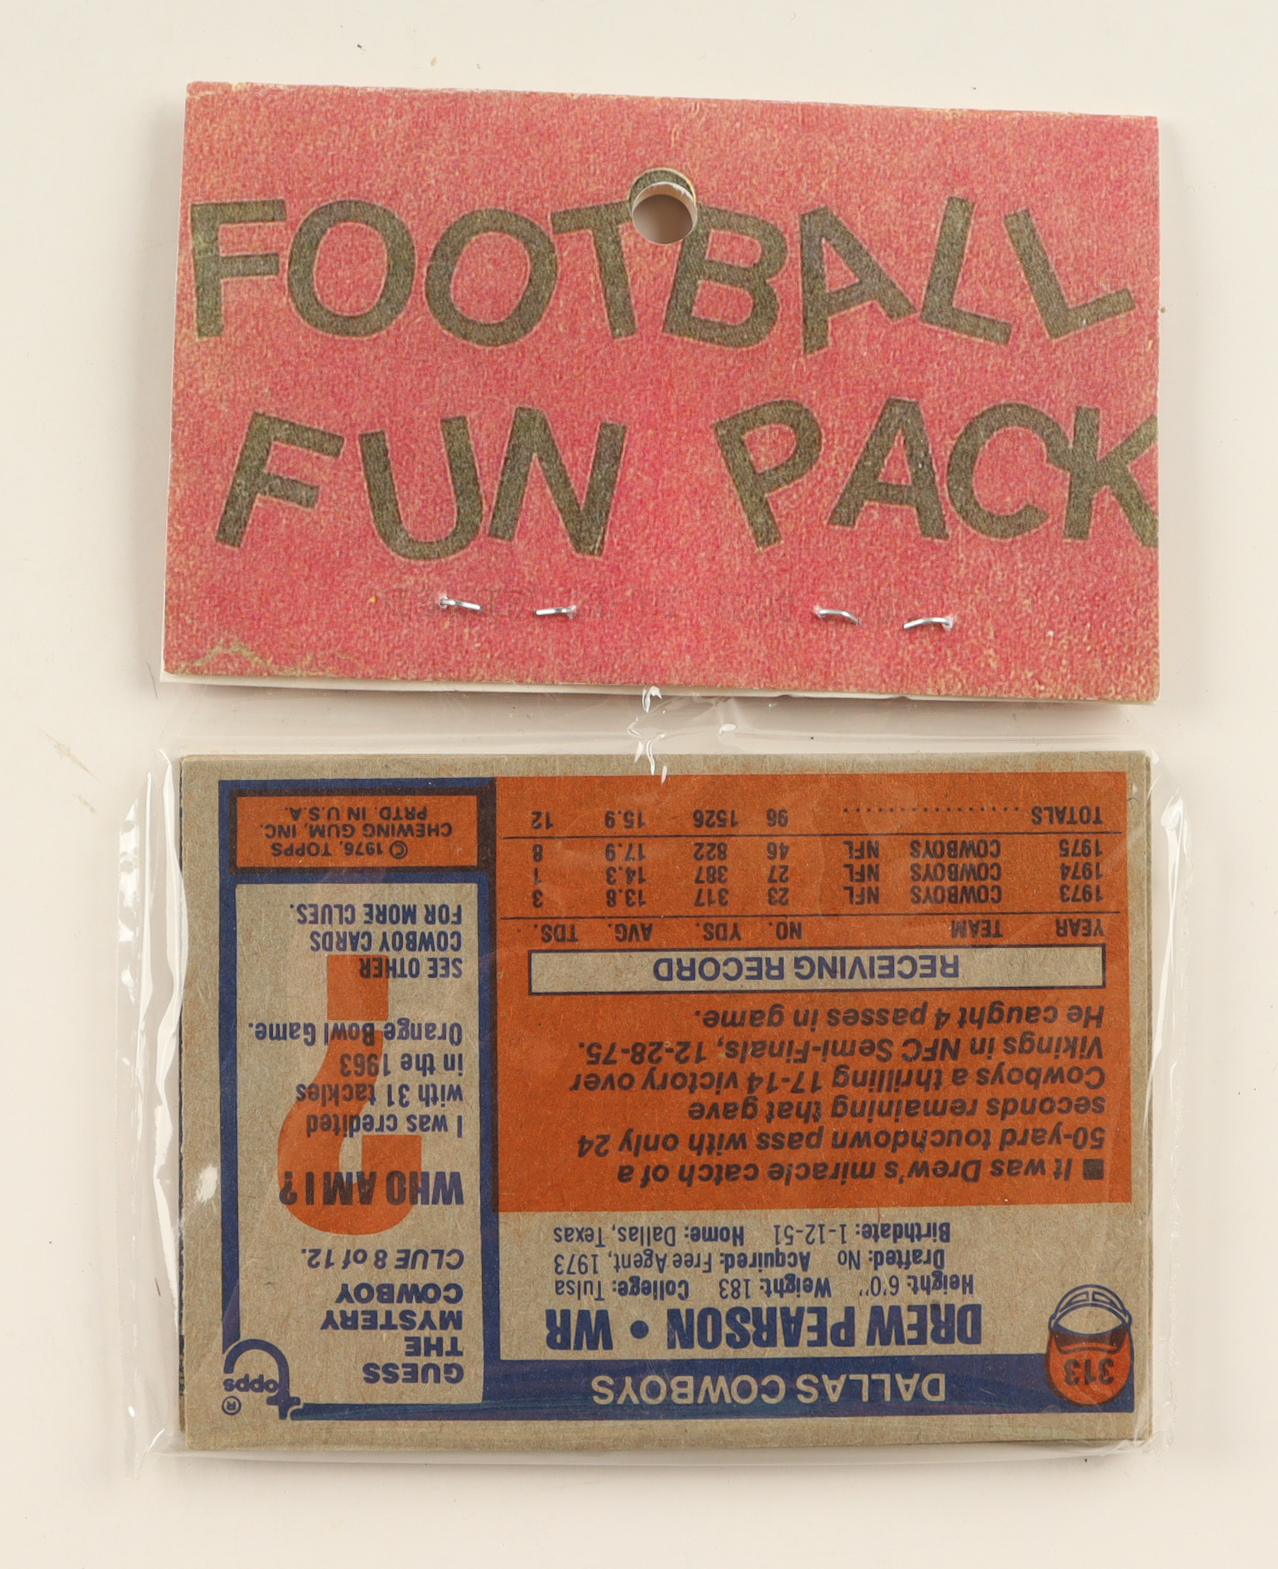 FOOTBALL
FUN PACK
313
DALLAS COWBOYS
DREW PEARSON • WR
Height: 6'0" Weight: 183 College: Tulsa
Drafted: No Acquired: Free Agent, 1973
Birthdate: 1-12-51 Home: Dallas, Texas
■ It was Drew's miracle catch of a
50-yard touchdown pass with only 24
seconds remaining that gave
Cowboys a thrilling 17-14 victory over
Vikings in NFC Semi-Finals, 12-28-75.
He caught 4 passes in game.
RECEIVING RECORD
YEAR TEAM NO. YDS. AVG. TDS.
1973 COWBOYS NFL 23 317 13.8 3
1974 COWBOYS NFL 27 387 14.3 1
1975 COWBOYS NFL 46 822 17.9 8
TOTALS .................... 96 1526 15.9 12
Topps ®
GUESS
THE
MYSTERY
COWBOY
CLUE 8 of 12.
WHO AM I?
I was credited
with 31 tackles
in the 1963
Orange Bowl Game.
SEE OTHER
COWBOY CARDS
FOR MORE CLUES.
© 1976, TOPPS
CHEWING GUM, INC.
PRTD. IN U.S.A.